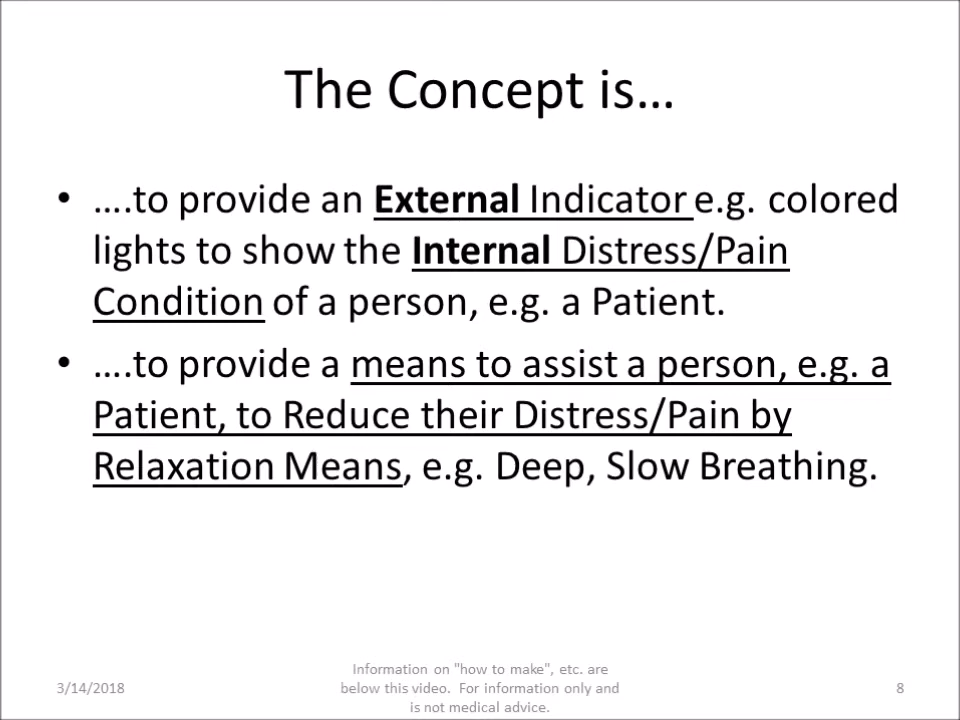 The Concept is…
• ….to provide an External Indicator e.g. colored
lights to show the Internal Distress/Pain
Condition of a person, e.g. a Patient.
• ….to provide a means to assist a person, e.g. a
Patient, to Reduce their Distress/Pain by
Relaxation Means, e.g. Deep, Slow Breathing.
3/14/2018
Information on "how to make", etc. are
below this video.  For information only and
is not medical advice.
8